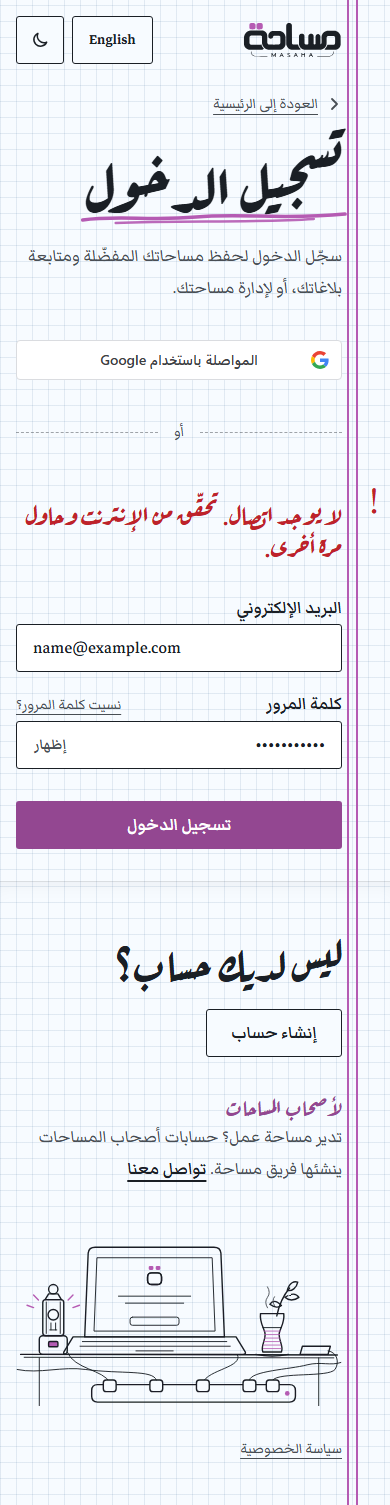 مساحة
MASAHA
English
العودة إلى الرئيسية
تسجيل الدخول
سجّل الدخول لحفظ مساحاتك المفضّلة ومتابعة
بلاغاتك، أو لإدارة مساحتك.
المواصلة باستخدام Google
أو
!
لا يوجد اتصال. تحقّق من الإنترنت وحاول
مرة أخرى.
البريد الإلكتروني
name@example.com
كلمة المرور
نسيت كلمة المرور؟
إظهار
تسجيل الدخول
ليس لديك حساب؟
إنشاء حساب
لأصحاب المساحات
تدير مساحة عمل؟ حسابات أصحاب المساحات
ينشئها فريق مساحة. تواصل معنا
سياسة الخصوصية